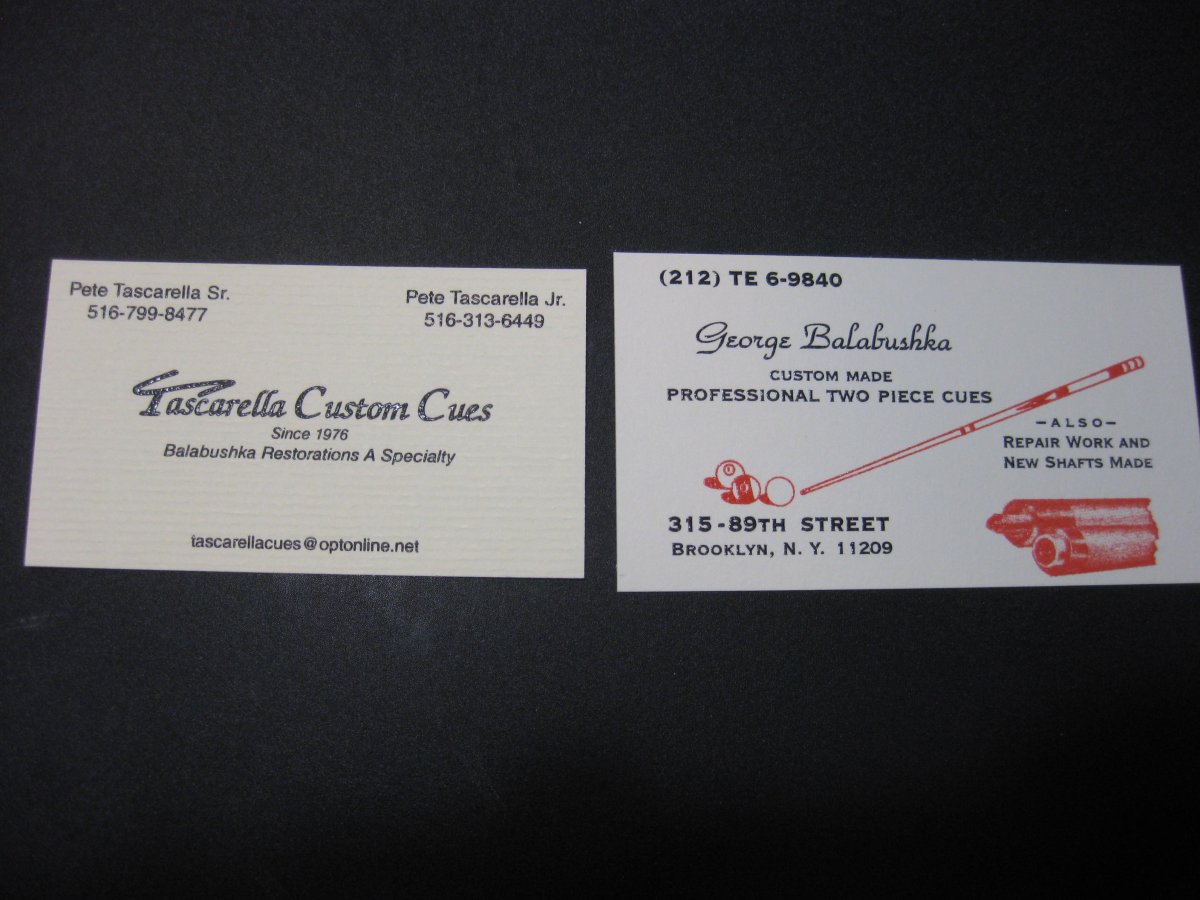 Pete Tascarella Sr.
516-799-8477
Pete Tascarella Jr.
516-313-6449
Tascarella Custom Cues
Since 1976
Balabushka Restorations A Specialty
tascarellacues@optonline.net
(212) TE 6-9840
George Balabushka
CUSTOM MADE
PROFESSIONAL TWO PIECE CUES
-ALSO-
REPAIR WORK AND
NEW SHAFTS MADE
315-89TH STREET
BROOKLYN, N. Y. 11209